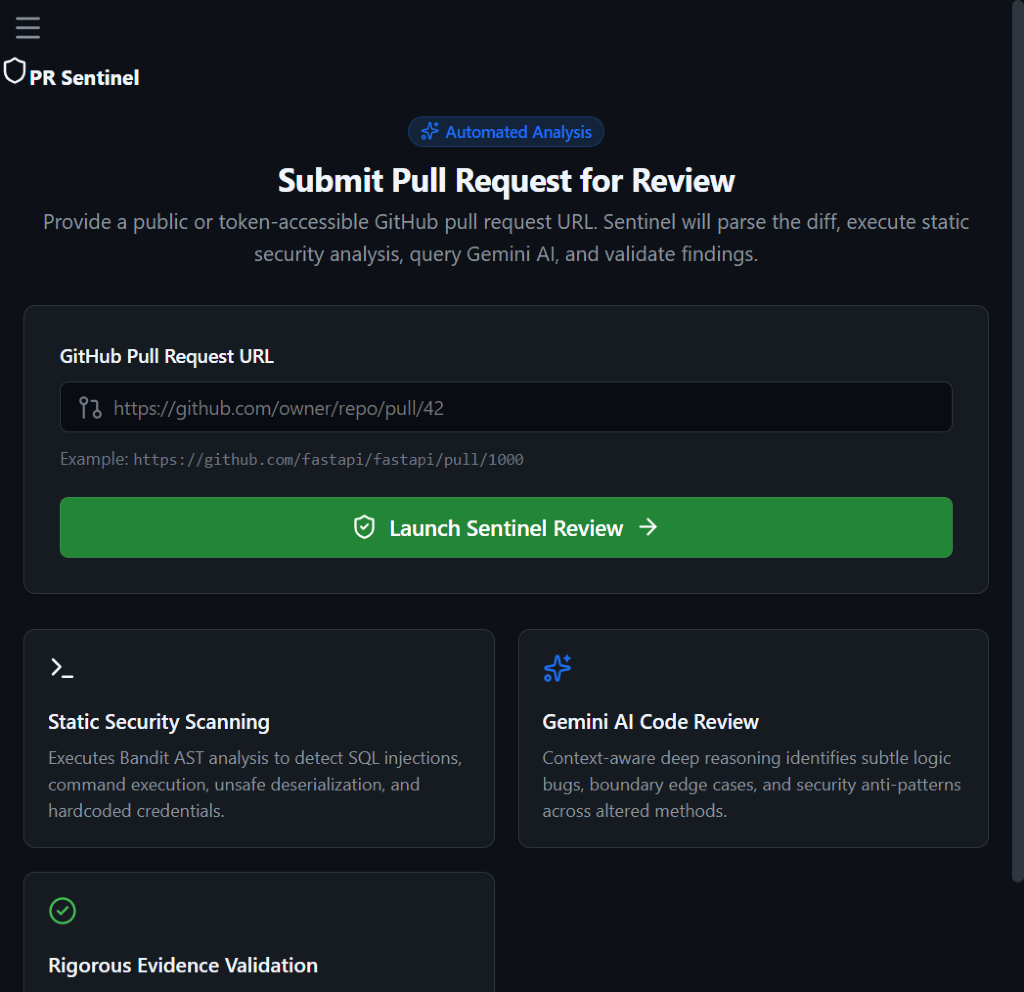 PR Sentinel
Automated Analysis
Submit Pull Request for Review
Provide a public or token-accessible GitHub pull request URL. Sentinel will parse the diff, execute static
security analysis, query Gemini AI, and validate findings.
GitHub Pull Request URL
https://github.com/owner/repo/pull/42
Example: https://github.com/fastapi/fastapi/pull/1000
Launch Sentinel Review
Static Security Scanning
Executes Bandit AST analysis to detect SQL injections,
command execution, unsafe deserialization, and
hardcoded credentials.
Gemini AI Code Review
Context-aware deep reasoning identifies subtle logic
bugs, boundary edge cases, and security anti-patterns
across altered methods.
Rigorous Evidence Validation